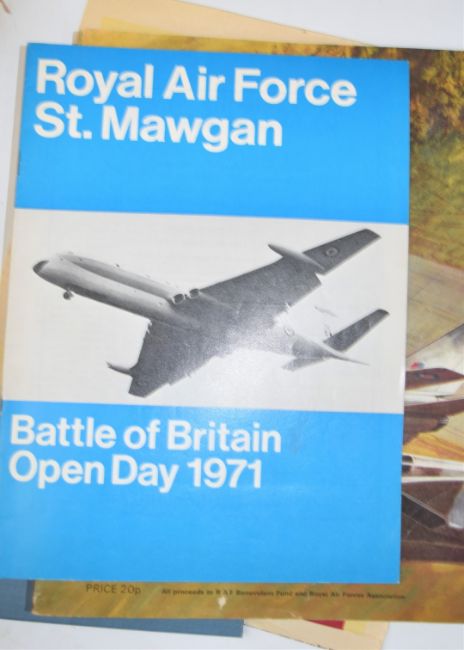 Royal Air Force
St. Mawgan
Battle of Britain
Open Day 1971
PRICE 20p
All proceeds to R.A.F Benevolent Fund and Royal Air Forces Association